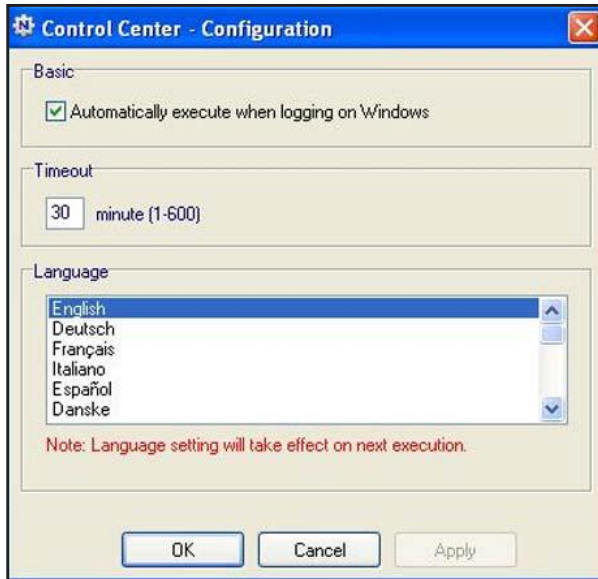 Control Center - Configuration
Basic
Automatically execute when logging on Windows
Timeout
30 minute (1-600)
Language
English
Deutsch
Français
Italiano
Español
Danske
Note: Language setting will take effect on next execution.
OK Cancel Apply